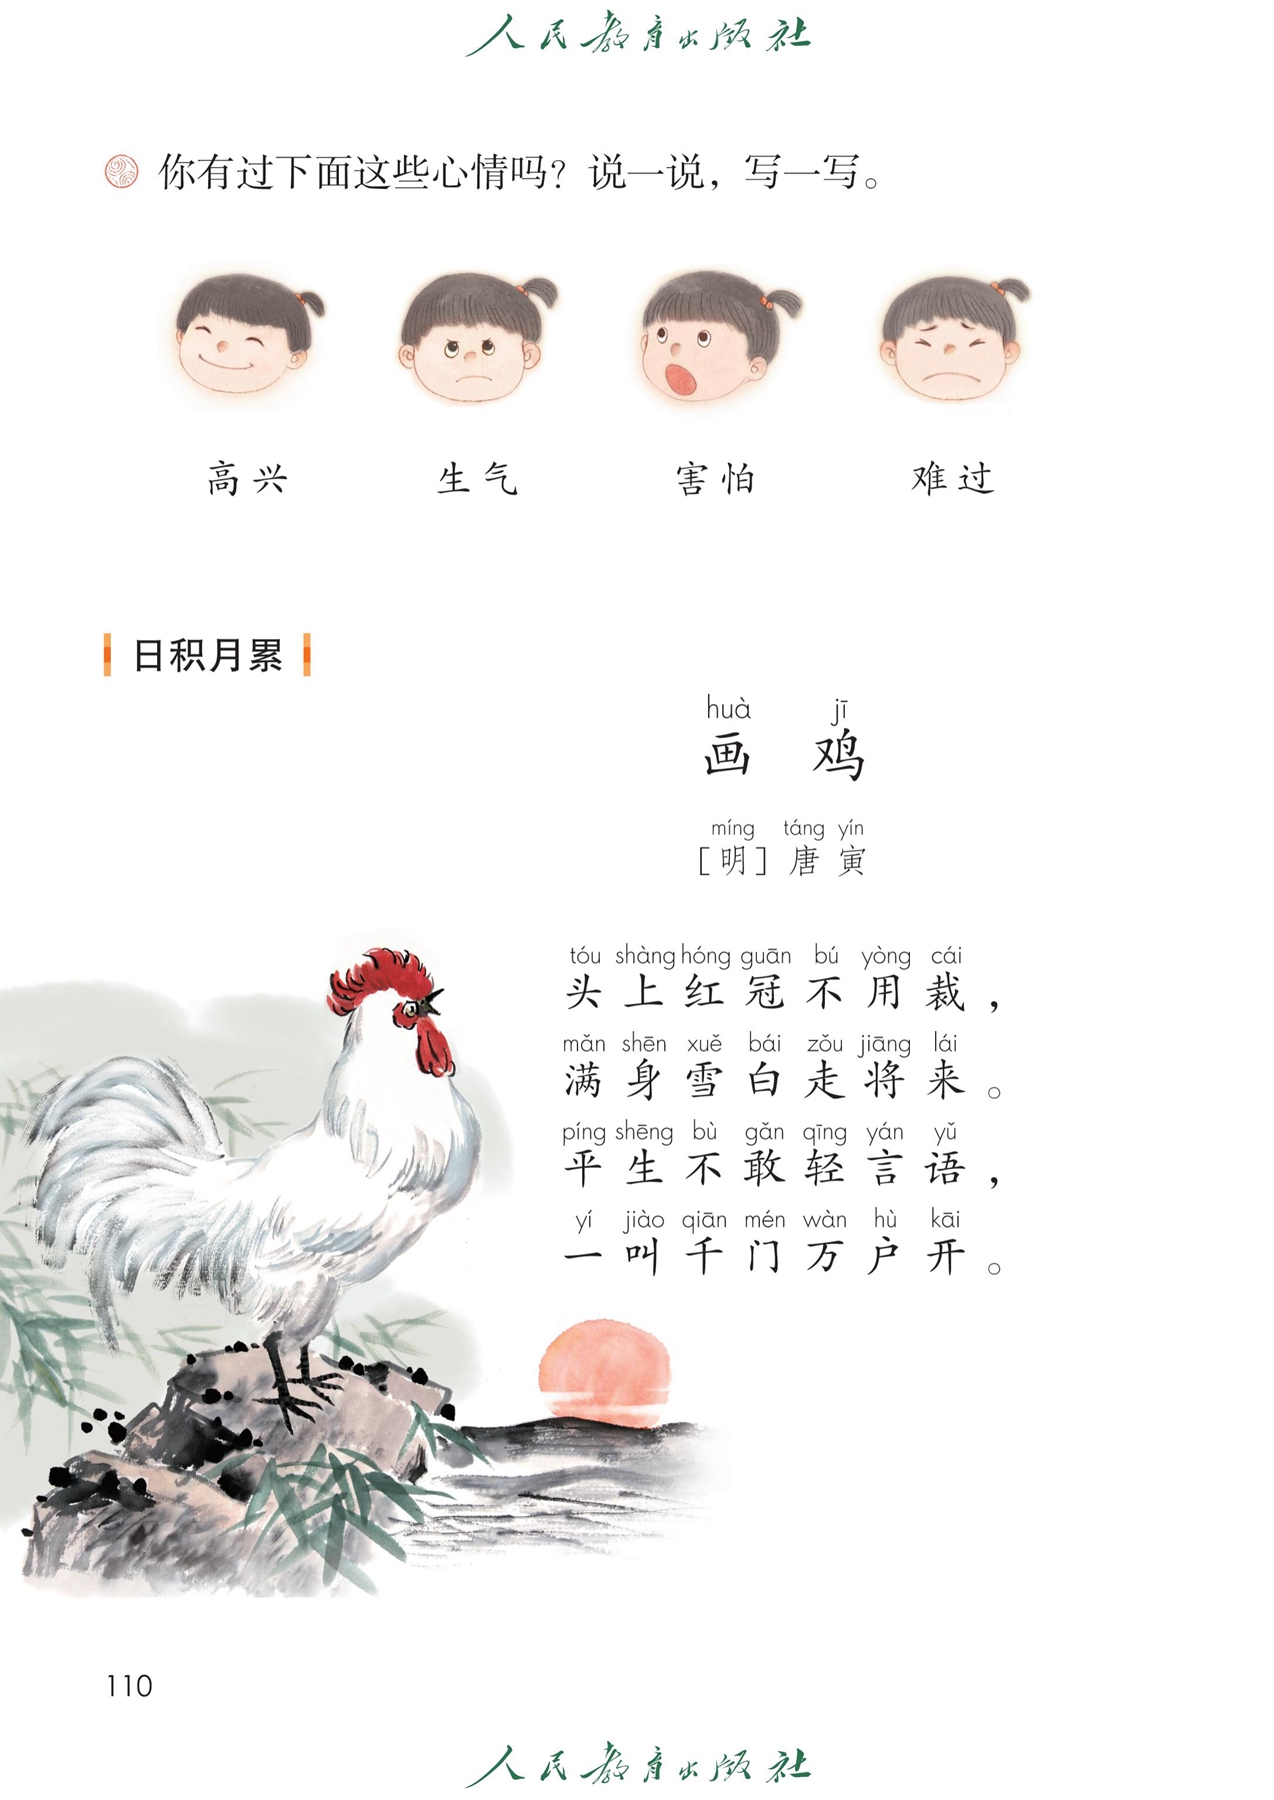 人民教育出版社
你有过下面这些心情吗？说一说，写一写。
高兴 生气 害怕 难过
日积月累
huà jī
画 鸡
míng táng yín
［明］唐 寅
tóu shàng hóng guān bú yòng cái
头 上 红 冠 不 用 裁，
mǎn shēn xuě bái zǒu jiāng lái
满 身 雪 白 走 将 来。
píng shēng bù gǎn qīng yán yǔ
平 生 不 敢 轻 言 语，
yí jiào qiān mén wàn hù kāi
一 叫 千 门 万 户 开。
110
人民教育出版社